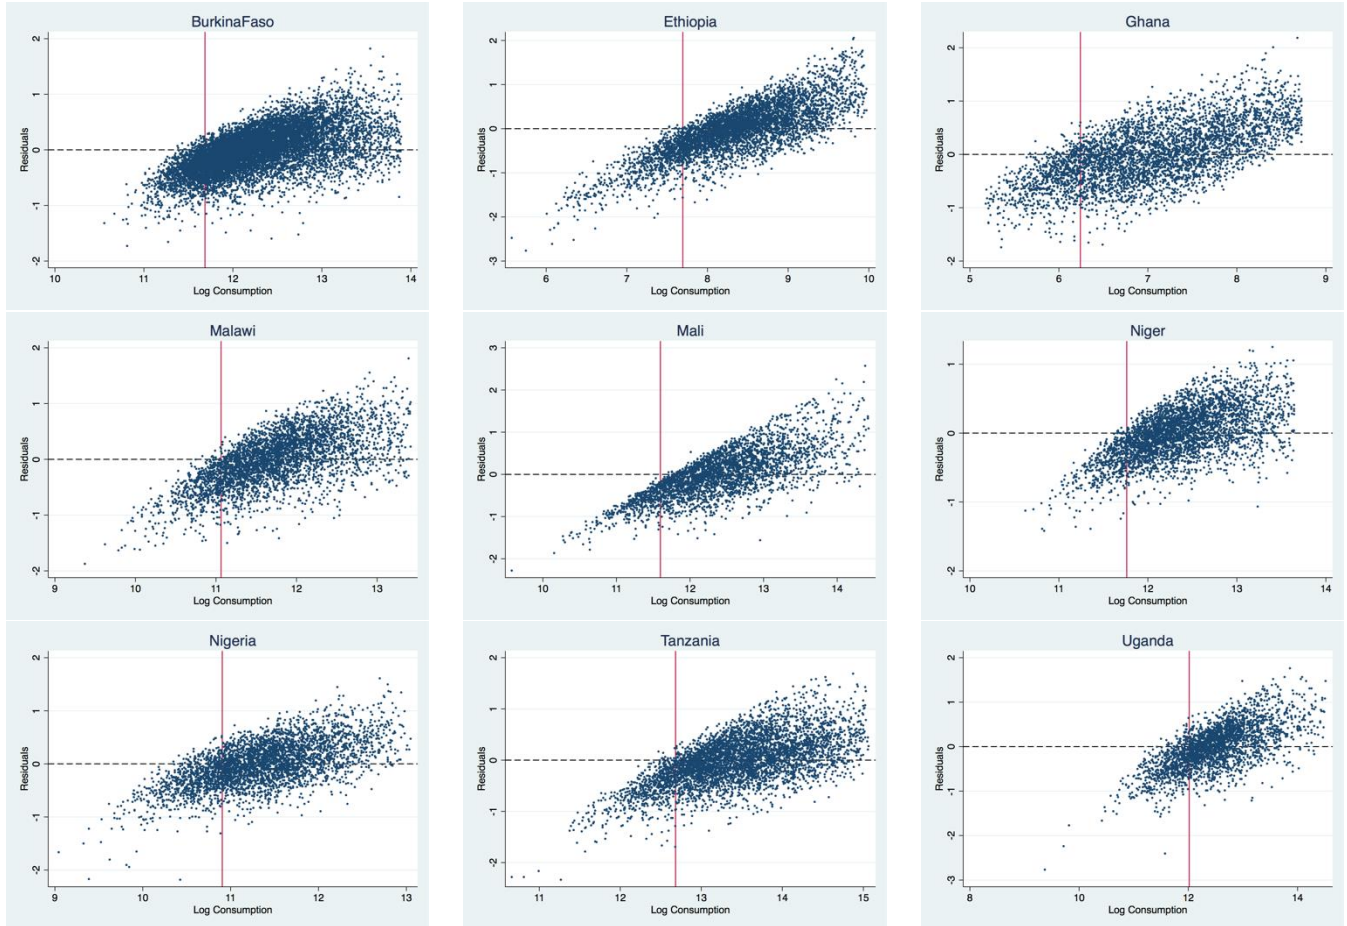 BurkinaFaso
Residuals
2
1
0
-1
-2
10 11 12 13 14
Log Consumption
Ethiopia
Residuals
2
1
0
-1
-2
-3
6 7 8 9 10
Log Consumption
Ghana
Residuals
2
1
0
-1
-2
5 6 7 8 9
Log Consumption
Malawi
Residuals
2
1
0
-1
-2
9 10 11 12 13
Log Consumption
Mali
Residuals
3
2
1
0
-1
-2
10 11 12 13 14
Log Consumption
Niger
Residuals
1
0
-1
-2
10 11 12 13 14
Log Consumption
Nigeria
Residuals
2
1
0
-1
-2
9 10 11 12 13
Log Consumption
Tanzania
Residuals
2
1
0
-1
-2
11 12 13 14 15
Log Consumption
Uganda
Residuals
2
1
0
-1
-2
-3
8 10 12 14
Log Consumption